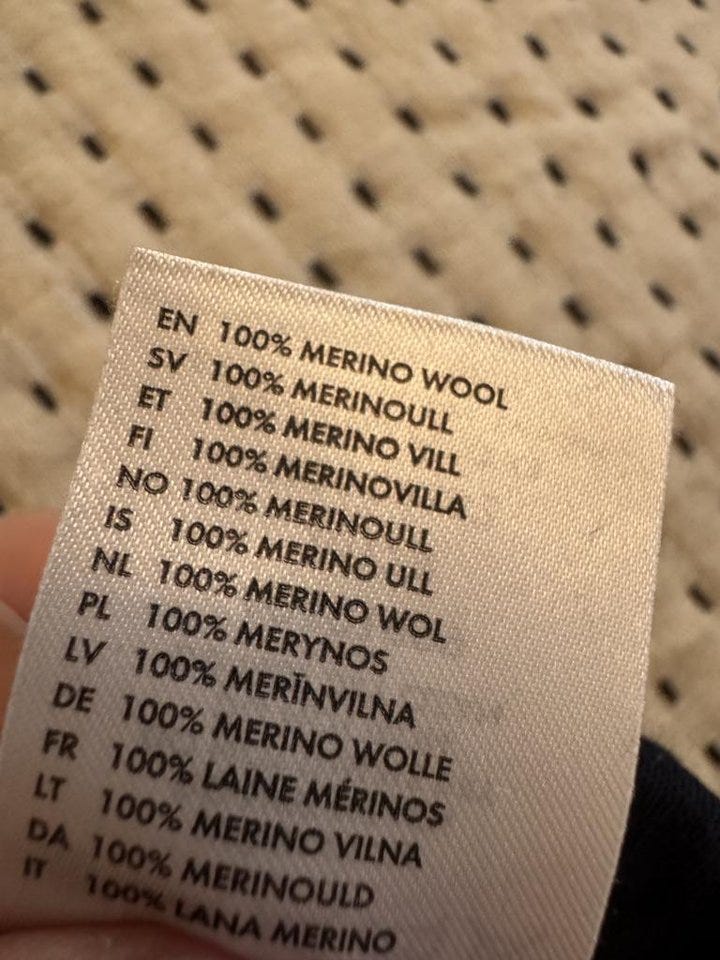 EN 100% MERINO WOOL
SV 100% MERINOULL
ET 100% MERINO VILL
FI 100% MERINOVILLA
NO 100% MERINOULL
IS 100% MERINO ULL
NL 100% MERINO WOL
PL 100% MERYNOS
LV 100% MERĪNVILNA
DE 100% MERINO WOLLE
FR 100% LAINE MÉRINOS
LT 100% MERINO VILNA
DA 100% MERINOULD
IT 100% LANA MERINO